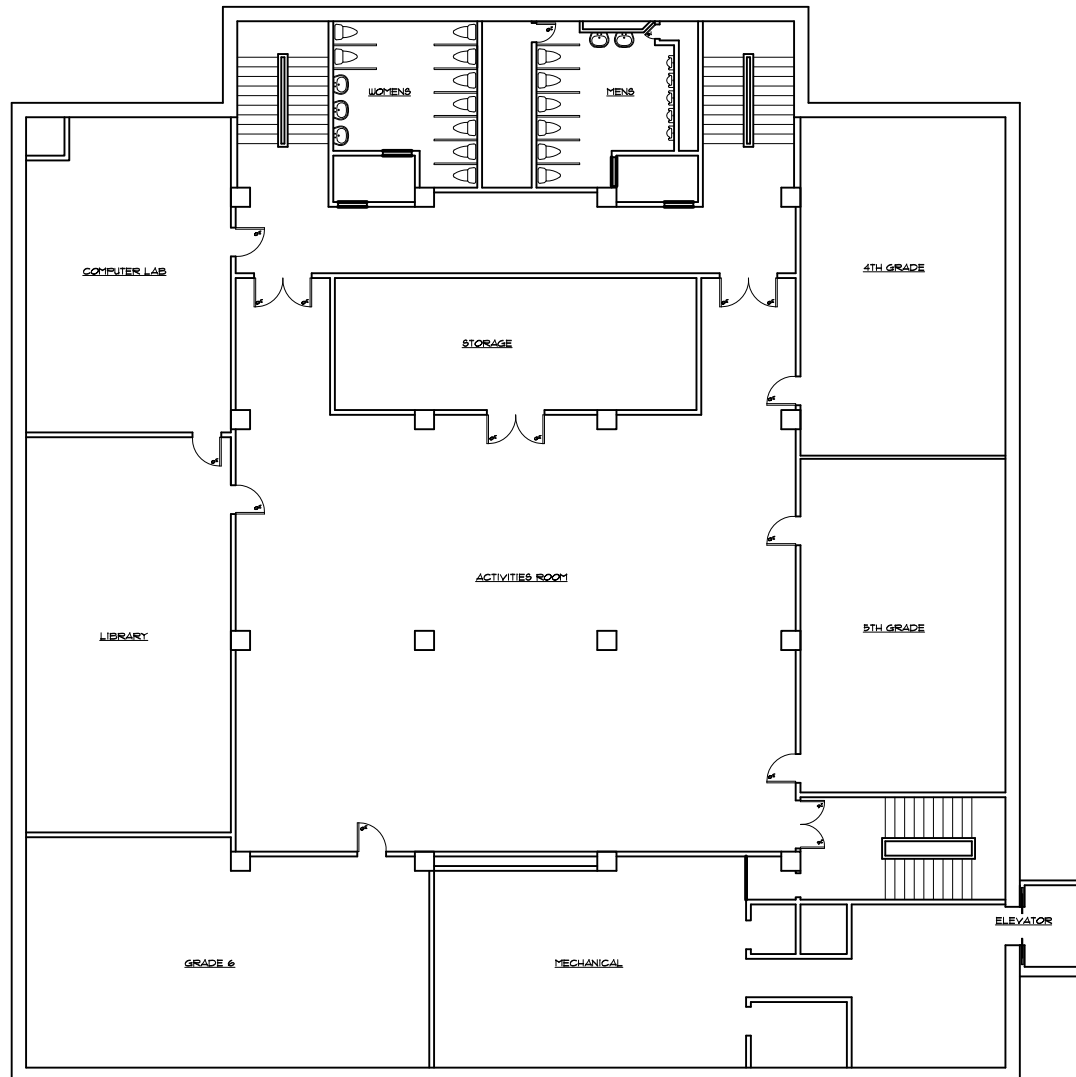 WOMENS
MENS
COMPUTER LAB
4TH GRADE
STORAGE
ACTIVITIES ROOM
LIBRARY
5TH GRADE
ELEVATOR
GRADE 6
MECHANICAL